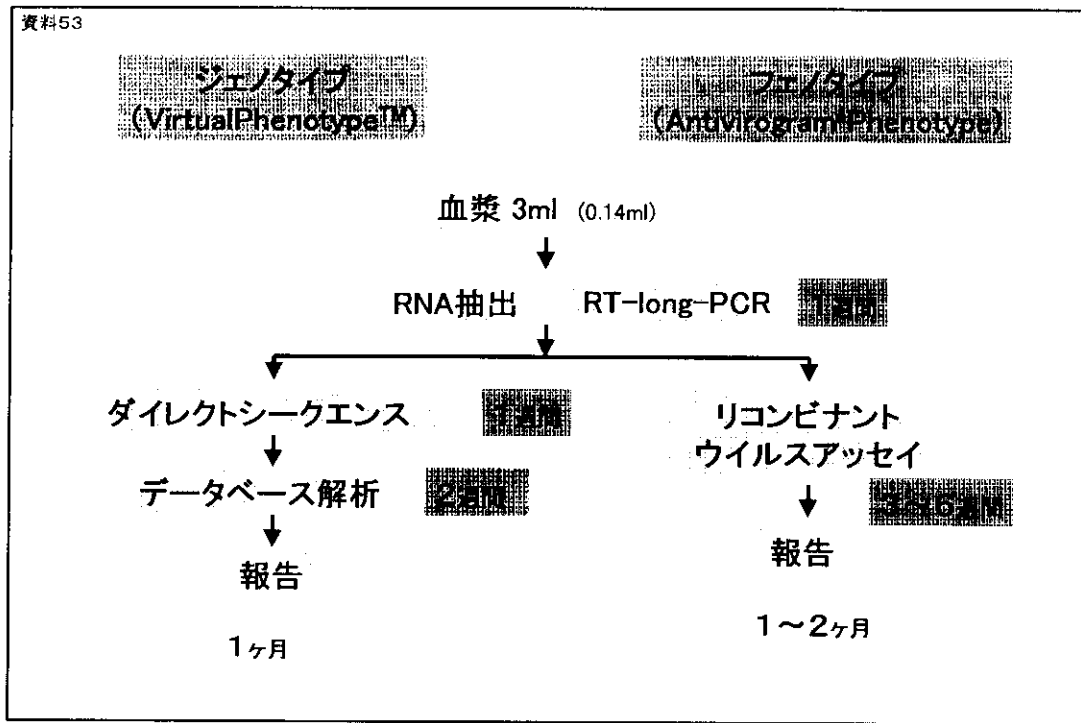 資料53
ジェノタイプ
(VirtualPhenotype™)
フェノタイプ
(Antivirogram Phenotype)
血漿 3ml (0.14ml)
RNA抽出 RT-long-PCR 1週間
ダイレクトシークエンス 1週間
リコンビナント
ウイルスアッセイ
データベース解析 2週間
3～6週間
報告
報告
1ヶ月
1～2ヶ月